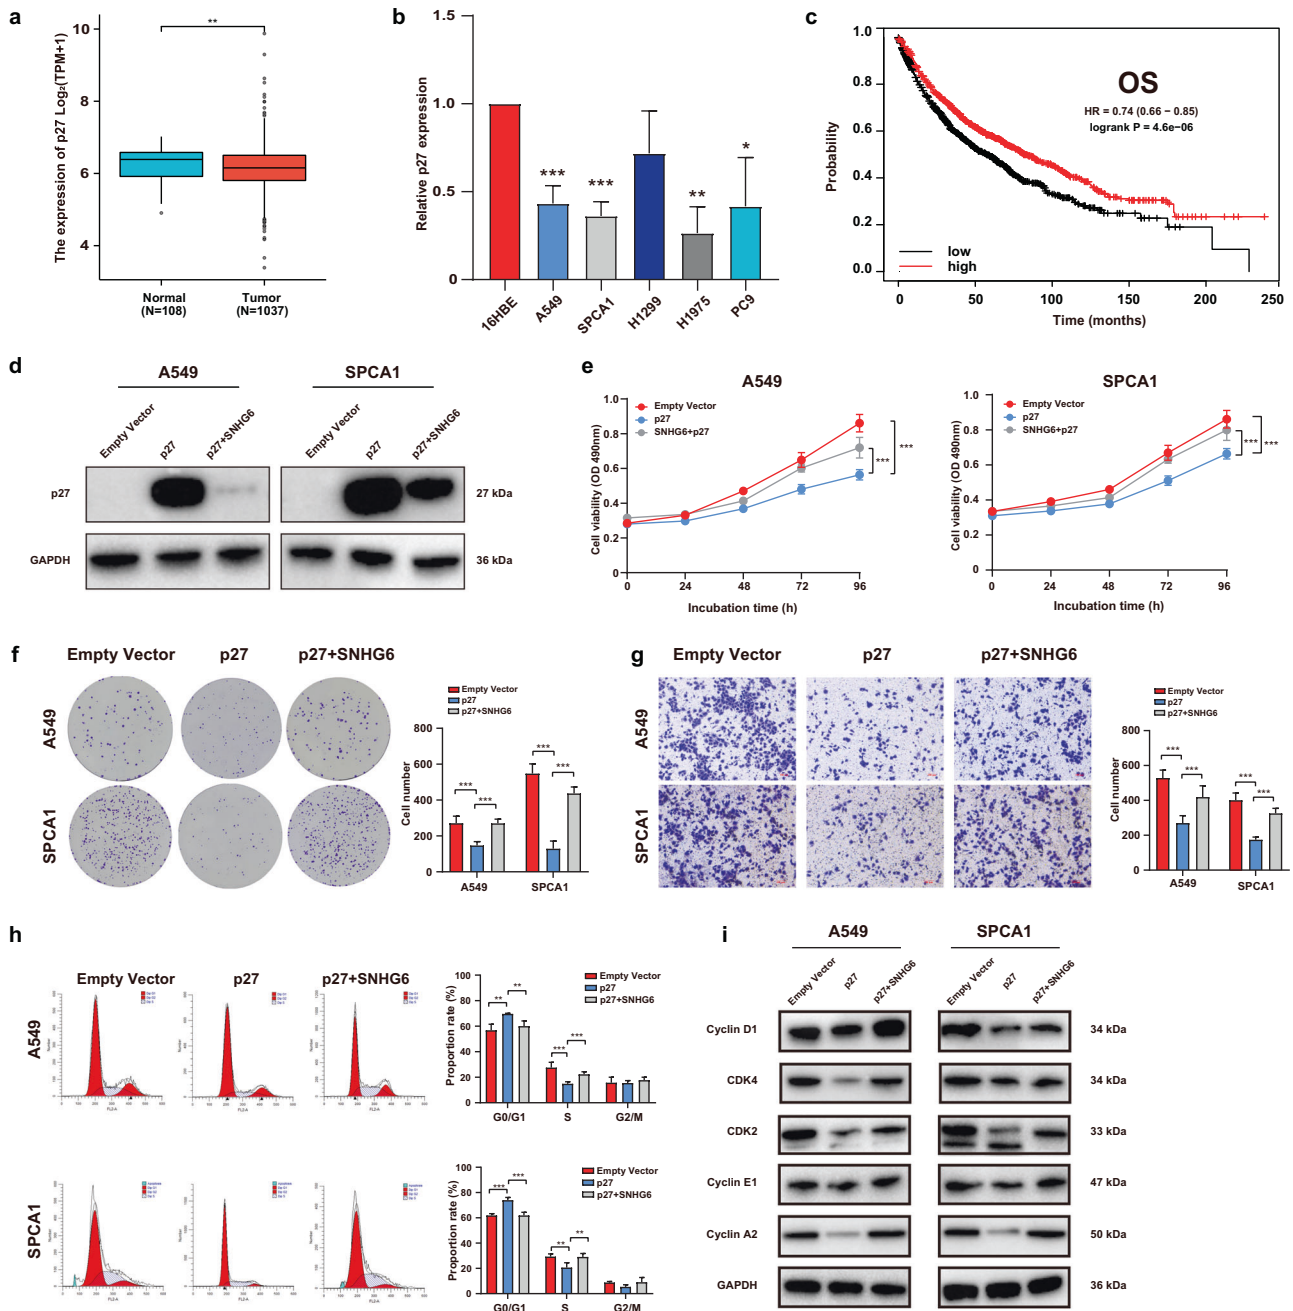 a
**
The expression of p27 Log₂(TPM+1)
10
8
6
4
Normal
(N=108)
Tumor
(N=1037)
b
Relative p27 expression
1.5
1.0
0.5
0
***
***
**
*
16HBE
A549
SPCA1
H1299
H1975
PC9
c
Probability
1.0
0.8
0.6
0.4
0.2
0.0
OS
HR = 0.74 (0.66 − 0.85)
logrank P = 4.6e−06
low
high
0
50
100
150
200
250
Time (months)
d
A549
SPCA1
Empty Vector
p27
p27+SNHG6
Empty Vector
p27
p27+SNHG6
p27
27 kDa
GAPDH
36 kDa
e
A549
Cell viability (OD 490nm)
1.0
0.8
0.6
0.4
0.2
0
Empty Vector
p27
SNHG6+p27
***
***
0
24
48
72
96
Incubation time (h)
SPCA1
Cell viability (OD 490nm)
1.0
0.8
0.6
0.4
0.2
0
Empty Vector
p27
SNHG6+p27
***
***
0
24
48
72
96
Incubation time (h)
f
Empty Vector
p27
p27+SNHG6
A549
SPCA1
Empty Vector
p27
p27+SNHG6
Cell number
800
600
400
200
0
***
***
***
***
A549
SPCA1
g
Empty Vector
p27
p27+SNHG6
A549
SPCA1
Empty Vector
p27
p27+SNHG6
Cell number
800
600
400
200
0
***
***
***
***
A549
SPCA1
h
Empty Vector
p27
p27+SNHG6
A549
SPCA1
Empty Vector
p27
p27+SNHG6
Proportion rate (%)
100
80
60
40
20
0
**
**
***
***
G0/G1
S
G2/M
Empty Vector
p27
p27+SNHG6
Proportion rate (%)
100
80
60
40
20
0
***
***
**
**
G0/G1
S
G2/M
i
A549
SPCA1
Empty Vector
p27
p27+SNHG6
Empty Vector
p27
p27+SNHG6
Cyclin D1
34 kDa
CDK4
34 kDa
CDK2
33 kDa
Cyclin E1
47 kDa
Cyclin A2
50 kDa
GAPDH
36 kDa